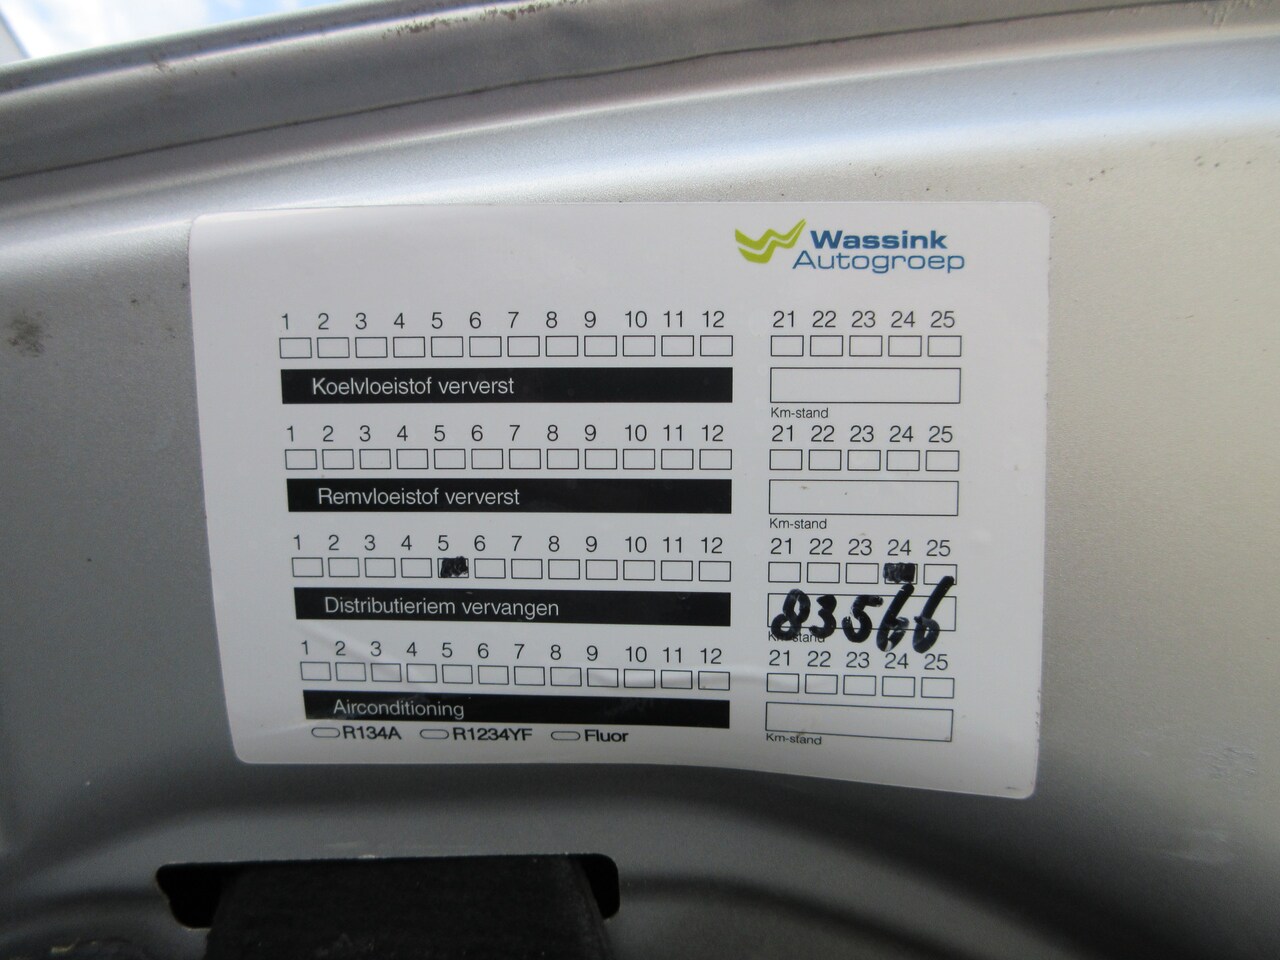 Wassink
Autogroep
1 2 3 4 5 6 7 8 9 10 11 12 21 22 23 24 25
Koelvloeistof ververst
Km-stand
1 2 3 4 5 6 7 8 9 10 11 12 21 22 23 24 25
Remvloeistof ververst
Km-stand
1 2 3 4 5 6 7 8 9 10 11 12 21 22 23 24 25
Distributieriem vervangen 83566
Km-stand
1 2 3 4 5 6 7 8 9 10 11 12 21 22 23 24 25
Airconditioning
R134A R1234YF Fluor
Km-stand